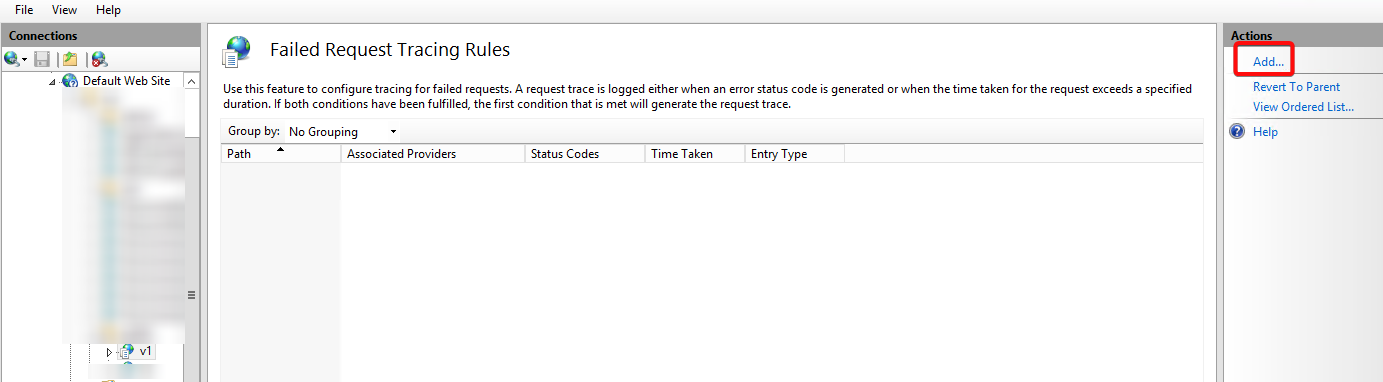 File View Help
Connections
Default Web Site
v1
Failed Request Tracing Rules
Use this feature to configure tracing for failed requests. A request trace is logged either when an error status code is generated or when the time taken for the request exceeds a specified
duration. If both conditions have been fulfilled, the first condition that is met will generate the request trace.
Group by: No Grouping
Path Associated Providers Status Codes Time Taken Entry Type
Actions
Add...
Revert To Parent
View Ordered List...
Help